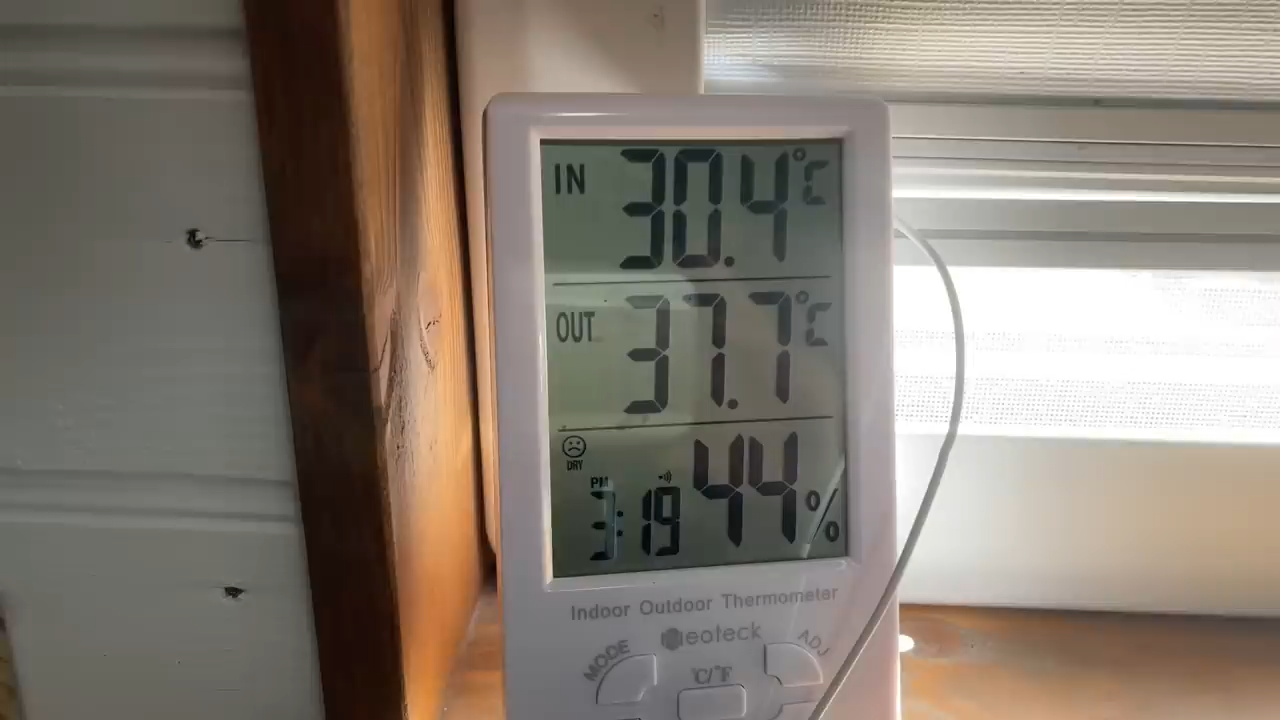 IN 30.4°C
OUT 37.7°C
DRY
PM
3:19 44%
Indoor Outdoor Thermometer
Neoteck
MODE ADJ
°C/°F